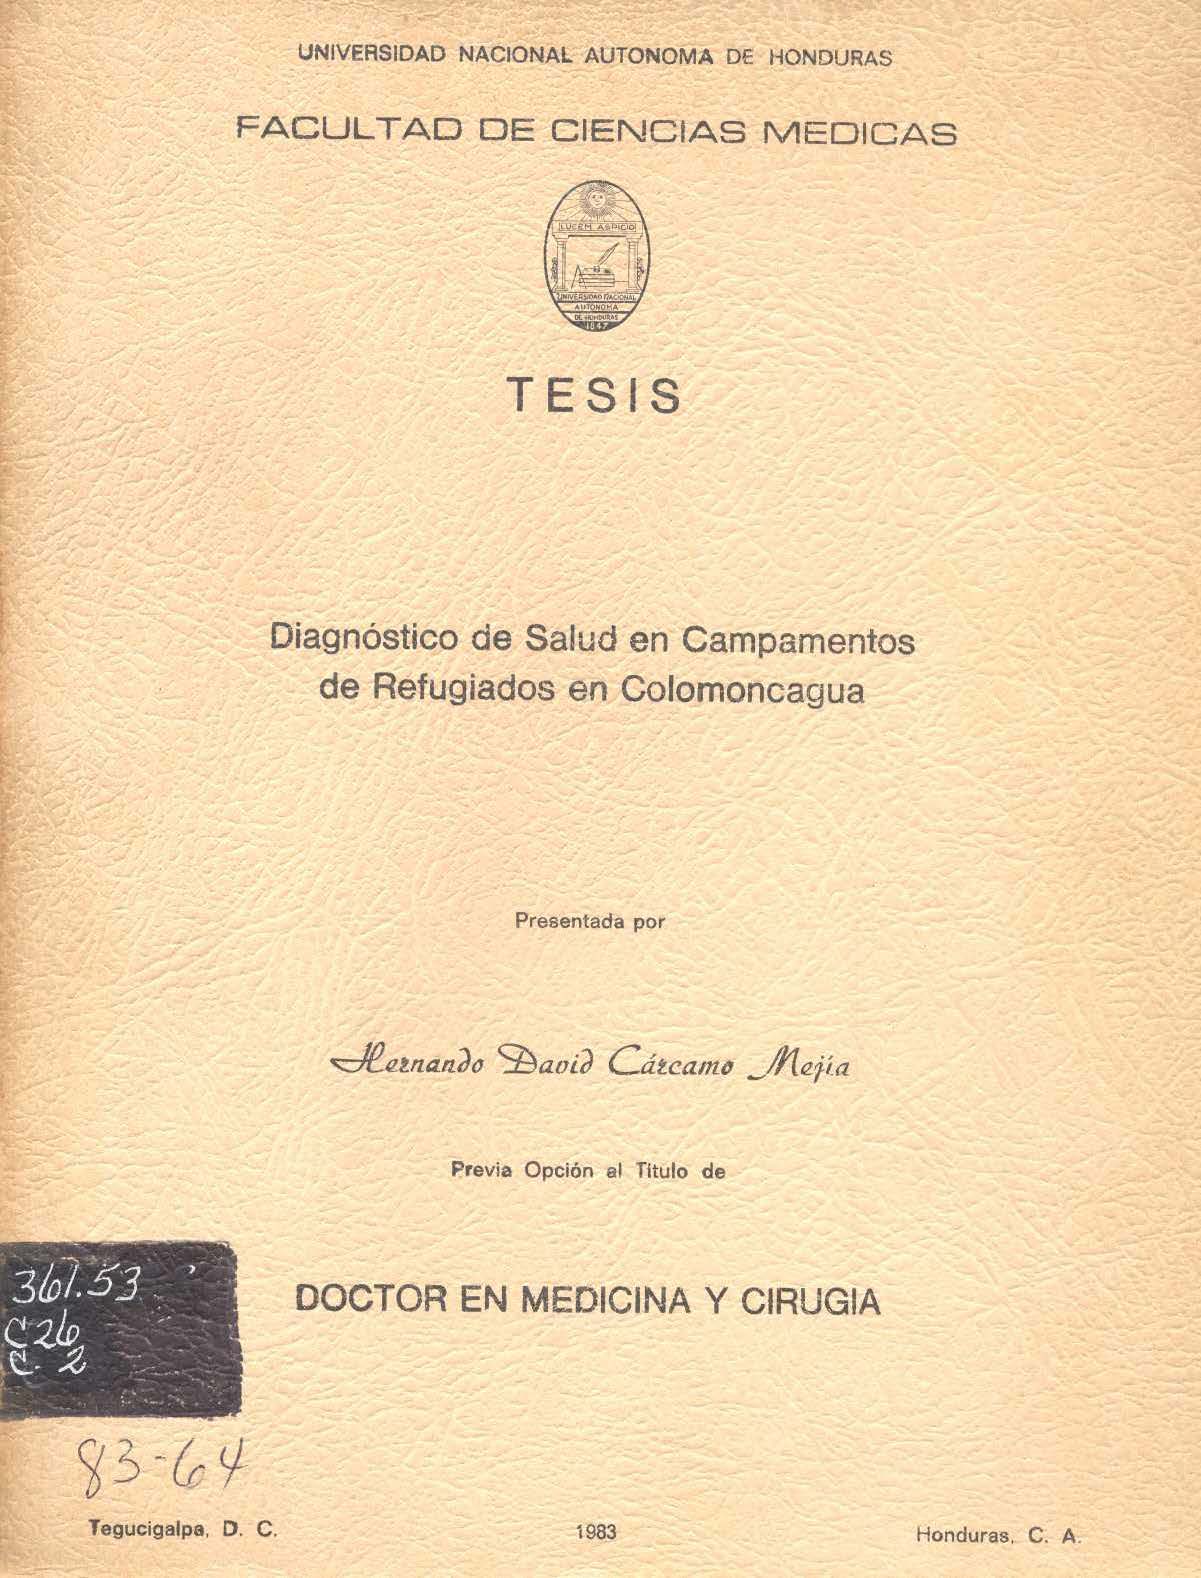 UNIVERSIDAD NACIONAL AUTONOMA DE HONDURAS
FACULTAD DE CIENCIAS MEDICAS
LUCEM ASPICIO
UNIVERSIDAD NACIONAL
AUTONOMA
DE HONDURAS
1847
TESIS
Diagnóstico de Salud en Campamentos
de Refugiados en Colomoncagua
Presentada por
Hernando David Cárcamo Mejía
Previa Opción al Titulo de
DOCTOR EN MEDICINA Y CIRUGIA
361.53
C26
C. 2
83-64
Tegucigalpa, D. C. 1983 Honduras, C. A.